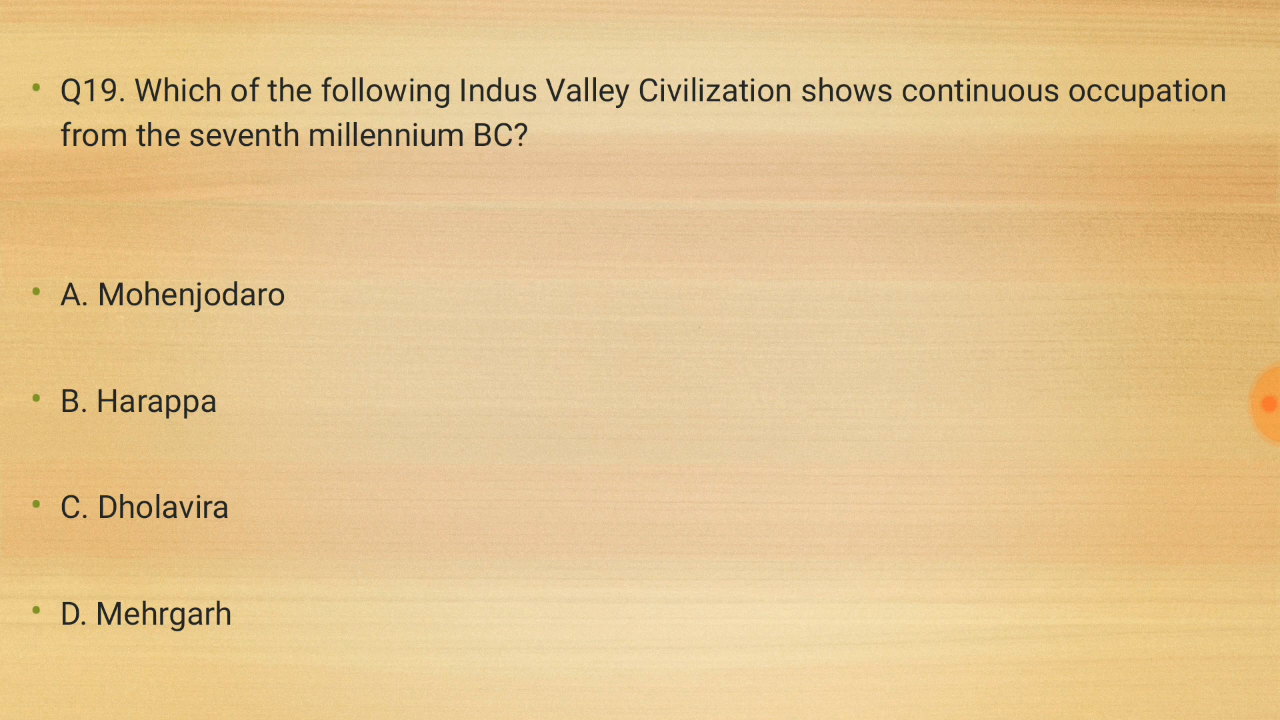 • Q19. Which of the following Indus Valley Civilization shows continuous occupation
from the seventh millennium BC?
• A. Mohenjodaro
• B. Harappa
• C. Dholavira
• D. Mehrgarh